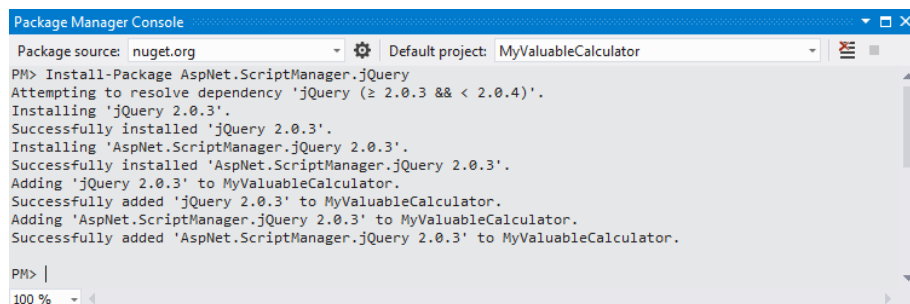 Package Manager Console
Package source: nuget.org Default project: MyValuableCalculator
PM> Install-Package AspNet.ScriptManager.jQuery
Attempting to resolve dependency 'jQuery (≥ 2.0.3 && < 2.0.4)'.
Installing 'jQuery 2.0.3'.
Successfully installed 'jQuery 2.0.3'.
Installing 'AspNet.ScriptManager.jQuery 2.0.3'.
Successfully installed 'AspNet.ScriptManager.jQuery 2.0.3'.
Adding 'jQuery 2.0.3' to MyValuableCalculator.
Successfully added 'jQuery 2.0.3' to MyValuableCalculator.
Adding 'AspNet.ScriptManager.jQuery 2.0.3' to MyValuableCalculator.
Successfully added 'AspNet.ScriptManager.jQuery 2.0.3' to MyValuableCalculator.
PM>
100 %